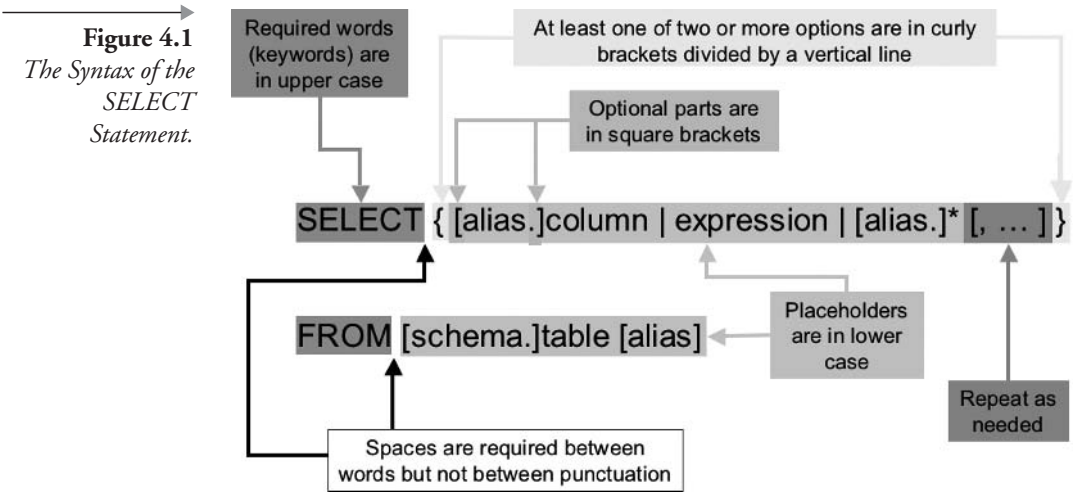 Figure 4.1
The Syntax of the
SELECT
Statement.
Required words
(keywords) are
in upper case
At least one of two or more options are in curly
brackets divided by a vertical line
Optional parts are
in square brackets
SELECT { [alias.]column | expression | [alias.]* [, … ] }
FROM [schema.]table [alias]
Placeholders
are in lower
case
Repeat as
needed
Spaces are required between
words but not between punctuation